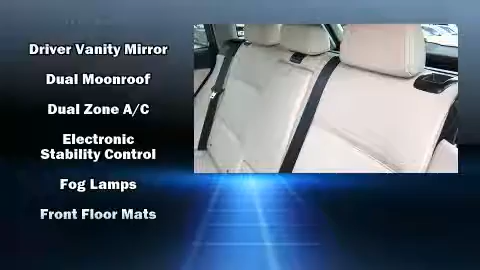 Driver Vanity Mirror
Dual Moonroof
Dual Zone A/C
Electronic
Stability Control
Fog Lamps
Front Floor Mats